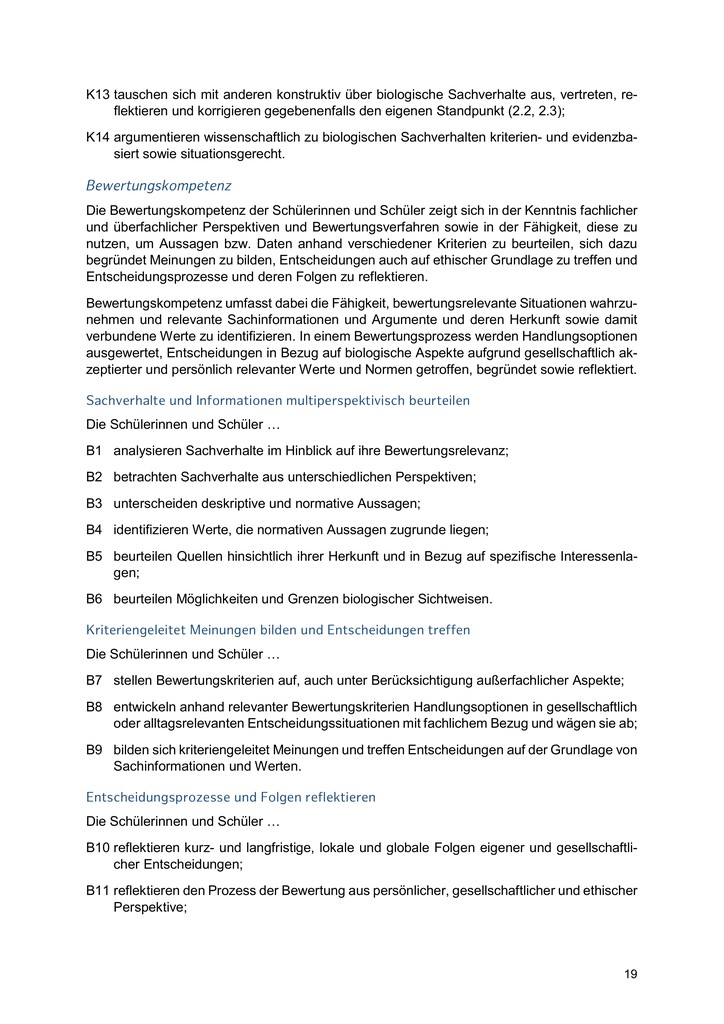 K13 tauschen sich mit anderen konstruktiv über biologische Sachverhalte aus, vertreten, re-
flektieren und korrigieren gegebenenfalls den eigenen Standpunkt (2.2, 2.3);
K14 argumentieren wissenschaftlich zu biologischen Sachverhalten kriterien- und evidenzba-
siert sowie situationsgerecht.
Bewertungskompetenz
Die Bewertungskompetenz der Schülerinnen und Schüler zeigt sich in der Kenntnis fachlicher
und überfachlicher Perspektiven und Bewertungsverfahren sowie in der Fähigkeit, diese zu
nutzen, um Aussagen bzw. Daten anhand verschiedener Kriterien zu beurteilen, sich dazu
begründet Meinungen zu bilden, Entscheidungen auch auf ethischer Grundlage zu treffen und
Entscheidungsprozesse und deren Folgen zu reflektieren.
Bewertungskompetenz umfasst dabei die Fähigkeit, bewertungsrelevante Situationen wahrzu-
nehmen und relevante Sachinformationen und Argumente und deren Herkunft sowie damit
verbundene Werte zu identifizieren. In einem Bewertungsprozess werden Handlungsoptionen
ausgewertet, Entscheidungen in Bezug auf biologische Aspekte aufgrund gesellschaftlich ak-
zeptierter und persönlich relevanter Werte und Normen getroffen, begründet sowie reflektiert.
Sachverhalte und Informationen multiperspektivisch beurteilen
Die Schülerinnen und Schüler …
B1 analysieren Sachverhalte im Hinblick auf ihre Bewertungsrelevanz;
B2 betrachten Sachverhalte aus unterschiedlichen Perspektiven;
B3 unterscheiden deskriptive und normative Aussagen;
B4 identifizieren Werte, die normativen Aussagen zugrunde liegen;
B5 beurteilen Quellen hinsichtlich ihrer Herkunft und in Bezug auf spezifische Interessenla-
gen;
B6 beurteilen Möglichkeiten und Grenzen biologischer Sichtweisen.
Kriteriengeleitet Meinungen bilden und Entscheidungen treffen
Die Schülerinnen und Schüler …
B7 stellen Bewertungskriterien auf, auch unter Berücksichtigung außerfachlicher Aspekte;
B8 entwickeln anhand relevanter Bewertungskriterien Handlungsoptionen in gesellschaftlich
oder alltagsrelevanten Entscheidungssituationen mit fachlichem Bezug und wägen sie ab;
B9 bilden sich kriteriengeleitet Meinungen und treffen Entscheidungen auf der Grundlage von
Sachinformationen und Werten.
Entscheidungsprozesse und Folgen reflektieren
Die Schülerinnen und Schüler …
B10 reflektieren kurz- und langfristige, lokale und globale Folgen eigener und gesellschaftli-
cher Entscheidungen;
B11 reflektieren den Prozess der Bewertung aus persönlicher, gesellschaftlicher und ethischer
Perspektive;
19